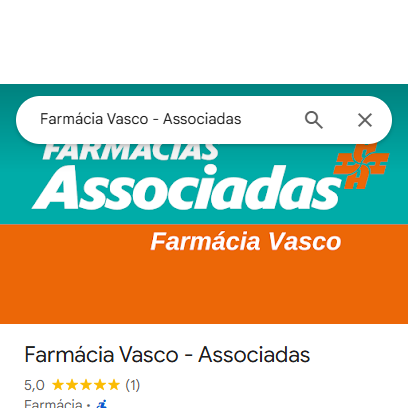 Farmácia Vasco - Associadas
FARMÁCIAS
Associadas
Farmácia Vasco
Farmácia Vasco - Associadas
5,0 ★★★★★ (1)
Farmácia ·